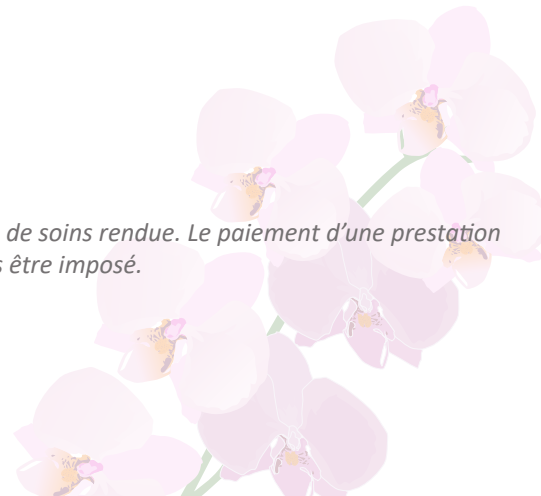 de soins rendue. Le paiement d’une prestation
être imposé.